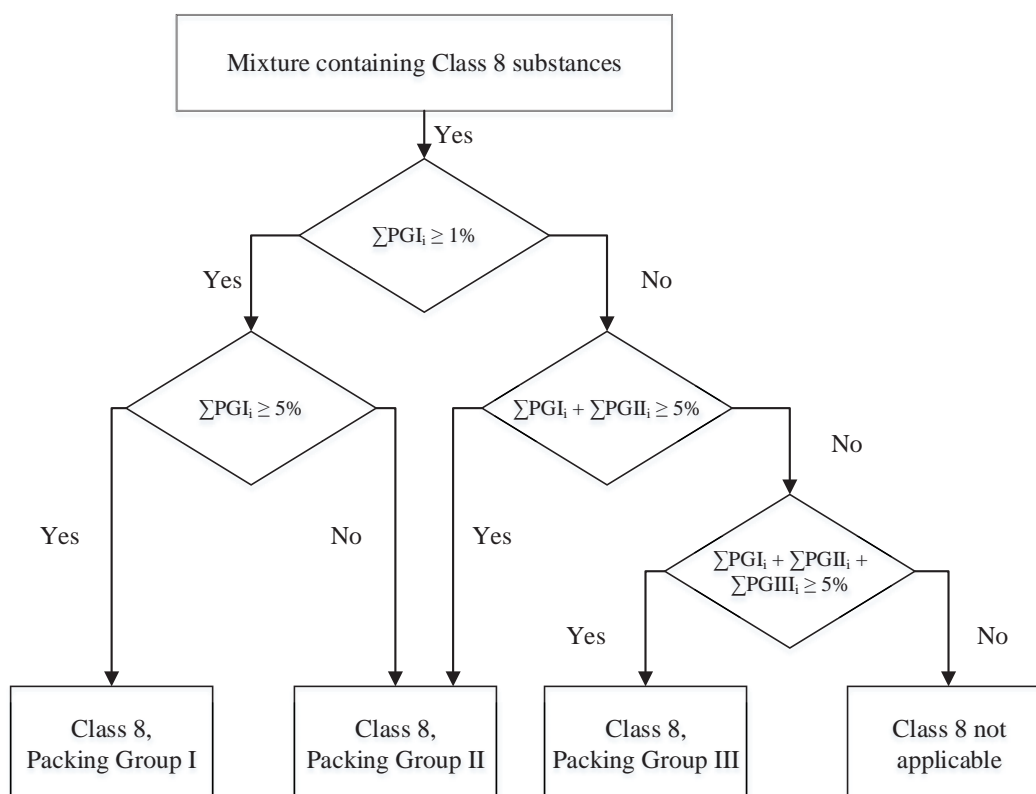 Mixture containing Class 8 substances
Yes
∑PGIᵢ ≥ 1%
Yes
No
∑PGIᵢ ≥ 5%
∑PGIᵢ + ∑PGIIᵢ ≥ 5%
No
Yes
No
Yes
∑PGIᵢ + ∑PGIIᵢ +
∑PGIIIᵢ ≥ 5%
Yes
No
Class 8,
Packing Group I
Class 8,
Packing Group II
Class 8,
Packing Group III
Class 8 not
applicable